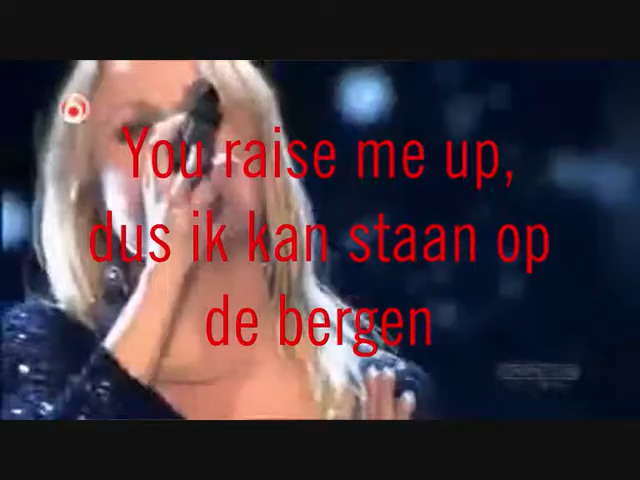 You raise me up,
dus ik kan staan op
de bergen